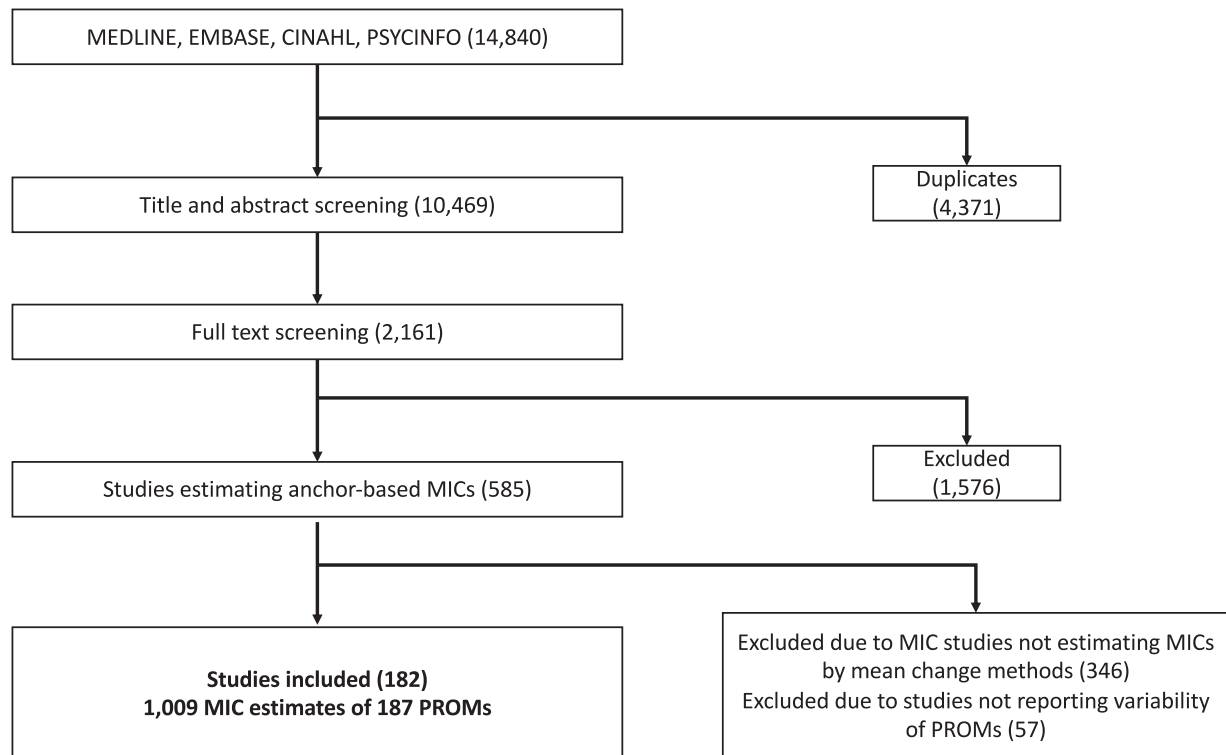 MEDLINE, EMBASE, CINAHL, PSYCINFO (14,840)
Duplicates
(4,371)
Title and abstract screening (10,469)
Full text screening (2,161)
Excluded
(1,576)
Studies estimating anchor-based MICs (585)
Excluded due to MIC studies not estimating MICs
by mean change methods (346)
Excluded due to studies not reporting variability
of PROMs (57)
Studies included (182)
1,009 MIC estimates of 187 PROMs